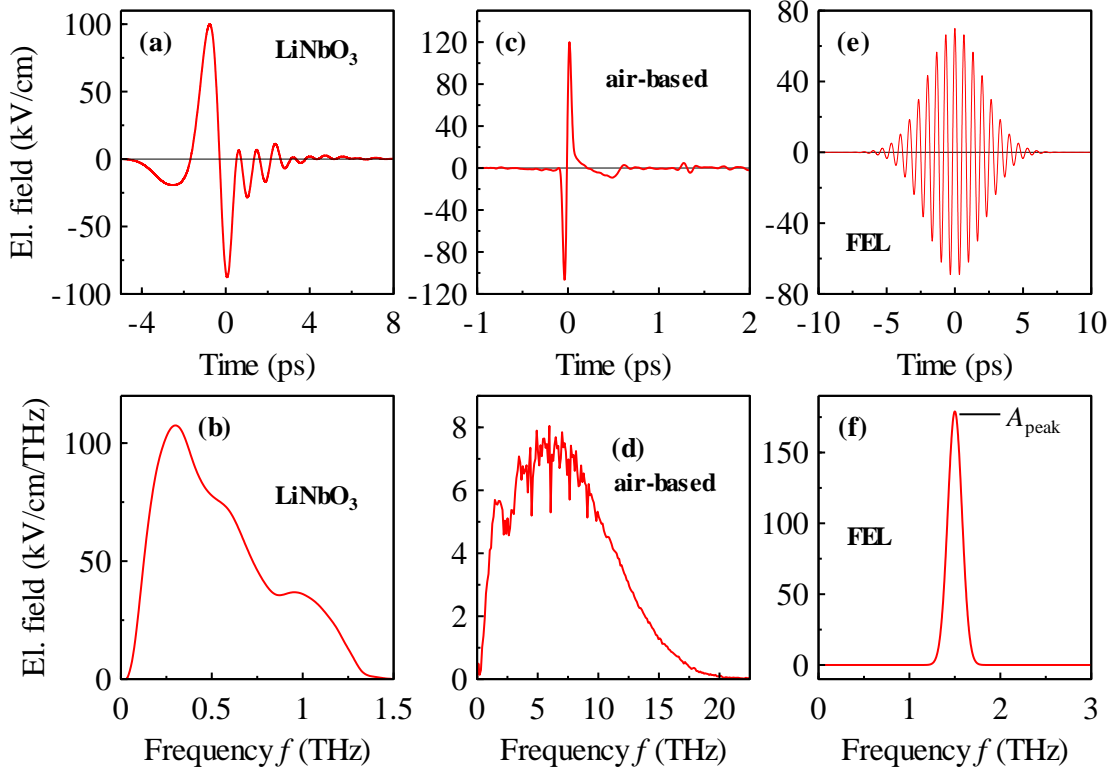 El. field (kV/cm)
100
50
0
-50
-100
(a)
LiNbO3
-4
0
4
8
Time (ps)
120
80
40
0
-40
-80
-120
(c)
air-based
-1
0
1
2
Time (ps)
80
40
0
-40
-80
(e)
FEL
-10
-5
0
5
10
Time (ps)
El. field (kV/cm/THz)
100
50
0
(b)
LiNbO3
0
0.5
1
1.5
Frequency f (THz)
8
6
4
2
0
(d)
air-based
0
5
10
15
20
Frequency f (THz)
150
100
50
0
(f)
Apeak
FEL
0
1
2
3
Frequency f (THz)